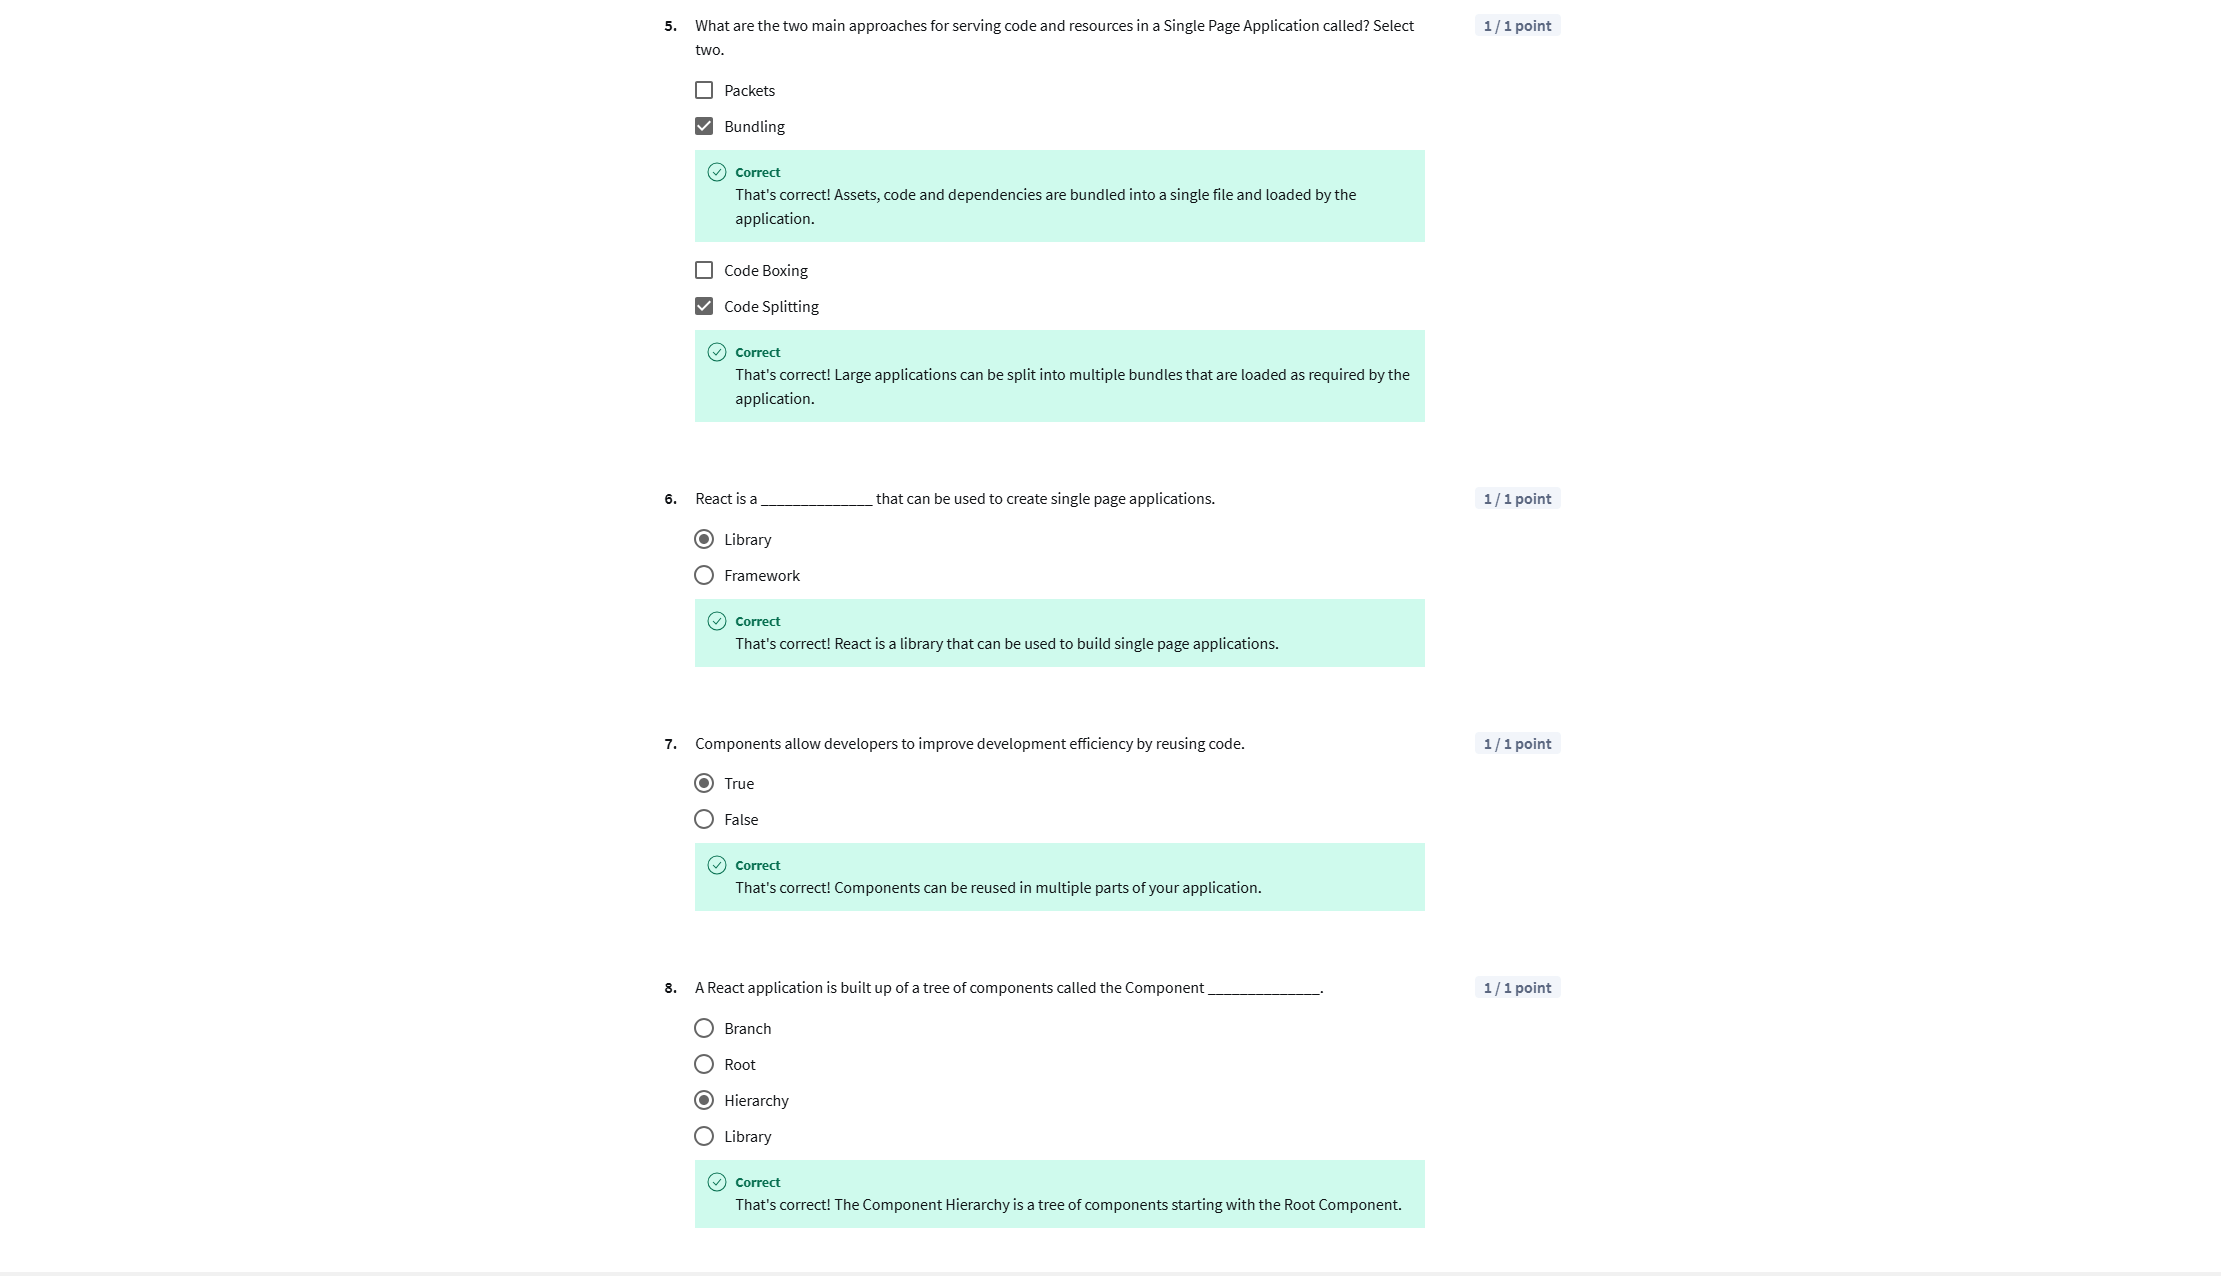 5. What are the two main approaches for serving code and resources in a Single Page Application called? Select 1 / 1 point
two.
Packets
Bundling
Correct
That's correct! Assets, code and dependencies are bundled into a single file and loaded by the
application.
Code Boxing
Code Splitting
Correct
That's correct! Large applications can be split into multiple bundles that are loaded as required by the
application.
6. React is a ______________ that can be used to create single page applications. 1 / 1 point
Library
Framework
Correct
That's correct! React is a library that can be used to build single page applications.
7. Components allow developers to improve development efficiency by reusing code. 1 / 1 point
True
False
Correct
That's correct! Components can be reused in multiple parts of your application.
8. A React application is built up of a tree of components called the Component ______________. 1 / 1 point
Branch
Root
Hierarchy
Library
Correct
That's correct! The Component Hierarchy is a tree of components starting with the Root Component.